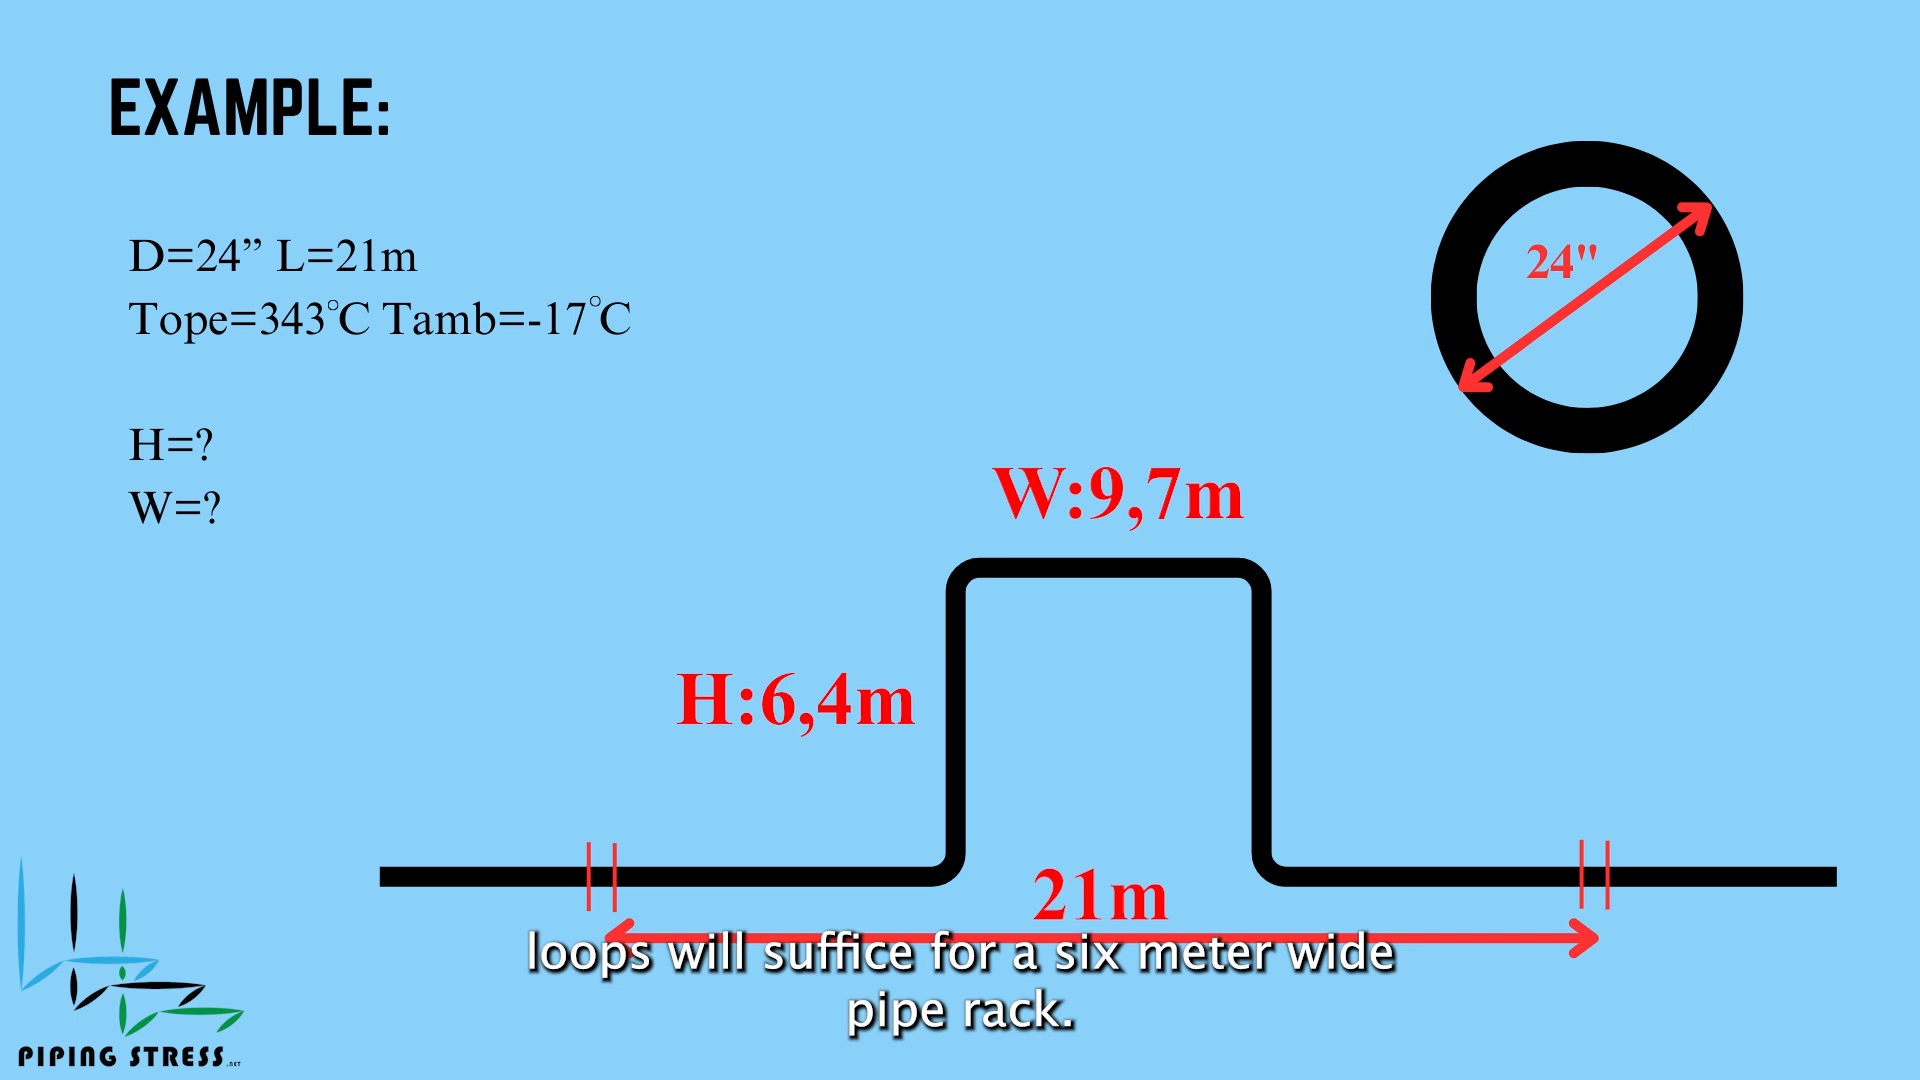 EXAMPLE:
D=24” L=21m
Tope=343°C Tamb=-17°C
H=?
W=?
24"
W:9,7m
H:6,4m
21m
loops will suffice for a six meter wide
pipe rack.
PIPING STRESS.NET